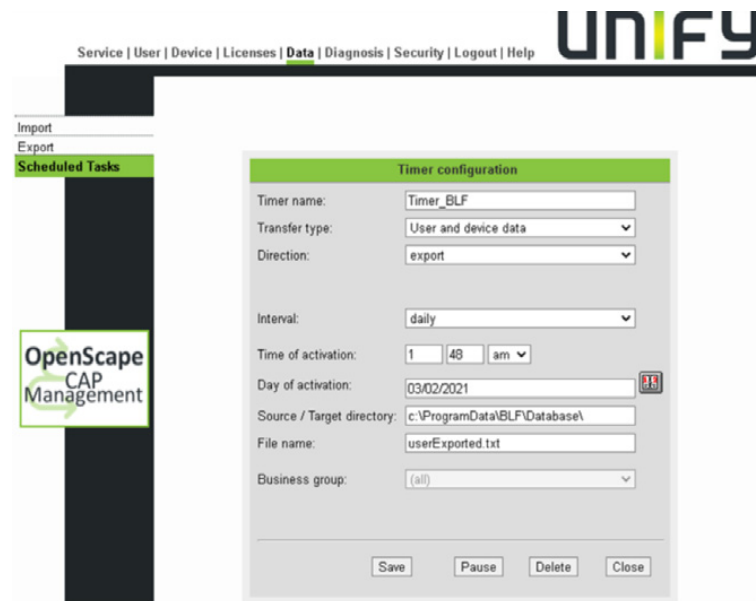 UNIFY
Service | User | Device | Licenses | Data | Diagnosis | Security | Logout | Help
Import
Export
Scheduled Tasks
OpenScape
CAP
Management
Timer configuration
Timer name: Timer_BLF
Transfer type: User and device data
Direction: export
Interval: daily
Time of activation: 1 48 am
Day of activation: 03/02/2021
Source / Target directory: c:\ProgramData\BLF\Database\
File name: userExported.txt
Business group: (all)
Save Pause Delete Close